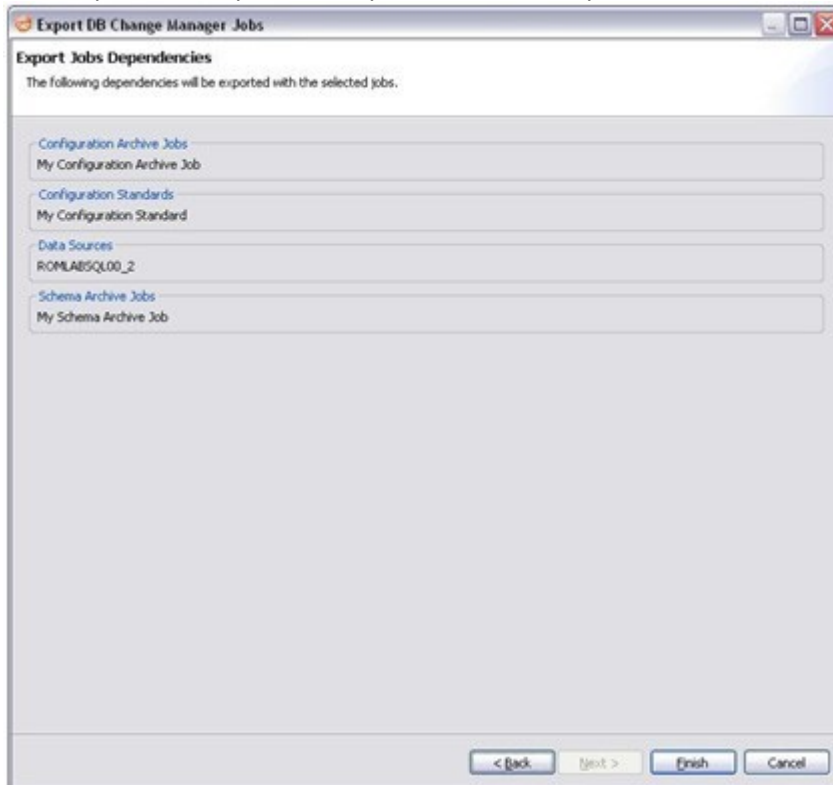 Export DB Change Manager Jobs
Export Jobs Dependencies
The following dependencies will be exported with the selected jobs.
Configuration Archive Jobs
My Configuration Archive Job
Configuration Standards
My Configuration Standard
Data Sources
ROMLABSQL00_2
Schema Archive Jobs
My Schema Archive Job
< Back
Next >
Finish
Cancel